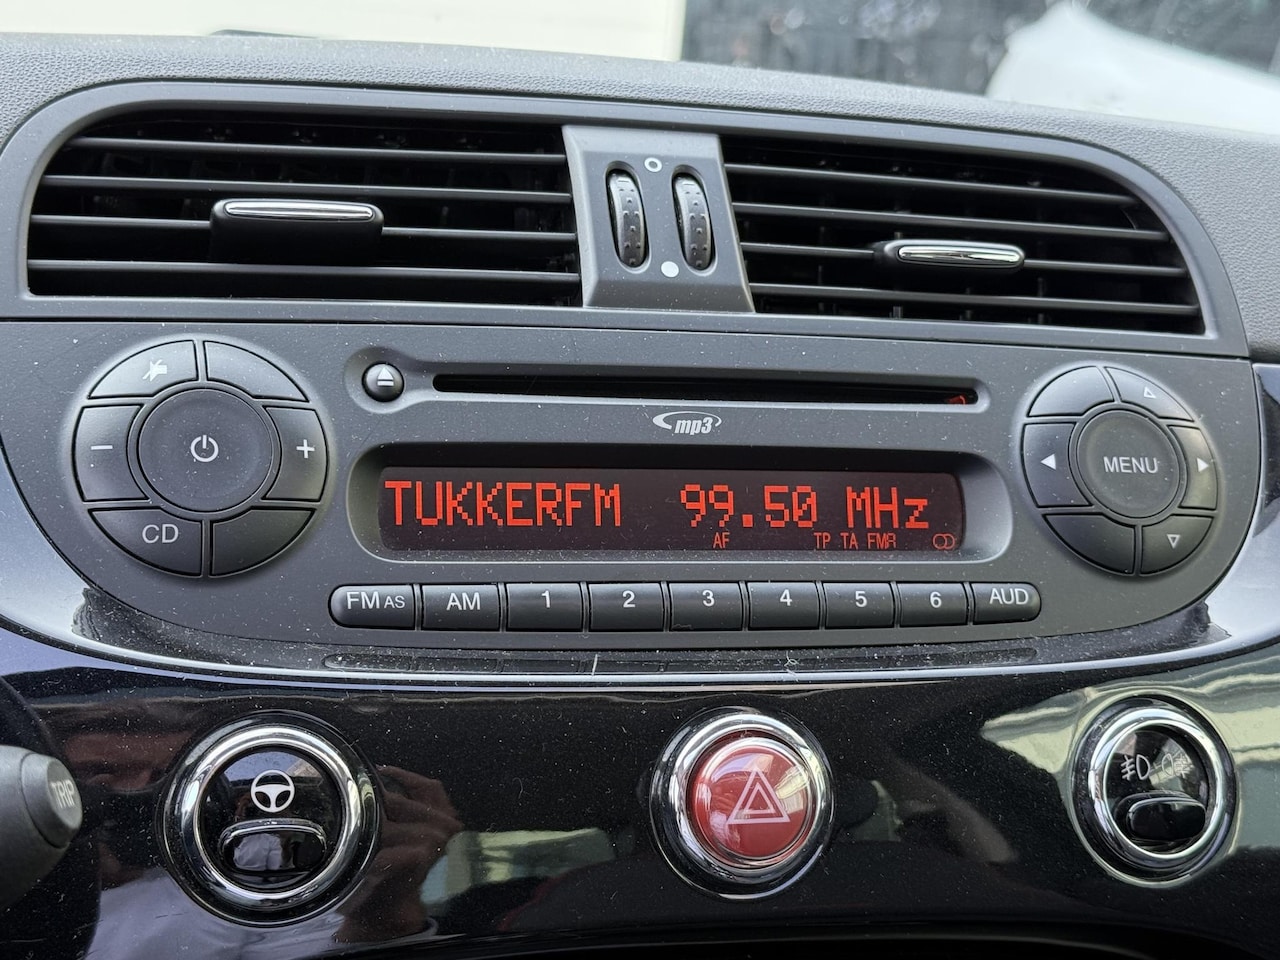 mp3
TUKKERFM 99.50 MHz
AF TP TA FMA
MENU
CD
FM AS AM 1 2 3 4 5 6 AUD
TRIP